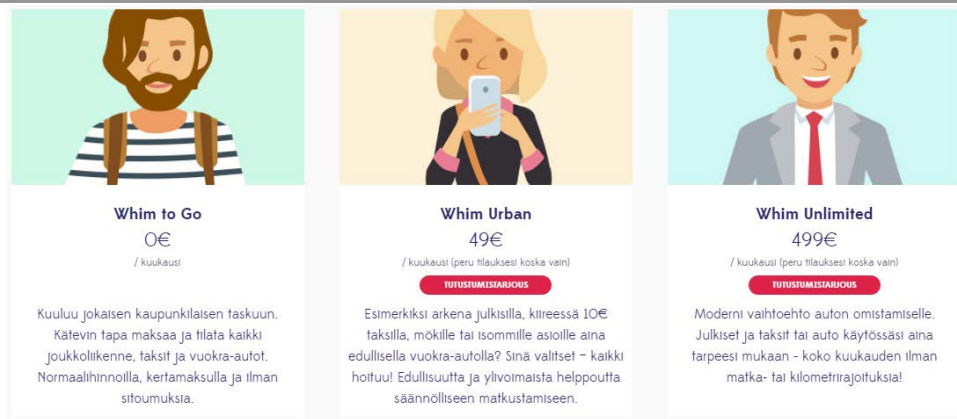 Whim to Go
0€
/ kuukausi
Kuuluu jokaisen kaupunkilaisen taskuun.
Kätevin tapa maksaa ja tilata kaikki
joukkoliikenne, taksit ja vuokra-autot.
Normaalihinnoilla, kertamaksulla ja ilman
sitoumuksia.
Whim Urban
49€
/ kuukausi (peru tilauksesi koska vain)
TUTUSTUMISTARJOUS
Esimerkiksi arkena julkisilla, kiireessä 10€
taksilla, mökille tai isommille asioille aina
edullisella vuokra-autolla? Sinä valitset – kaikki
hoituu! Edullisuutta ja ylivoimaista helppoutta
säännölliseen matkustamiseen.
Whim Unlimited
499€
/ kuukausi (peru tilauksesi koska vain)
TUTUSTUMISTARJOUS
Moderni vaihtoehto auton omistamiselle.
Julkiset ja taksit tai auto käytössäsi aina
tarpeesi mukaan - koko kuukauden ilman
matka- tai kilometrirajoituksia!